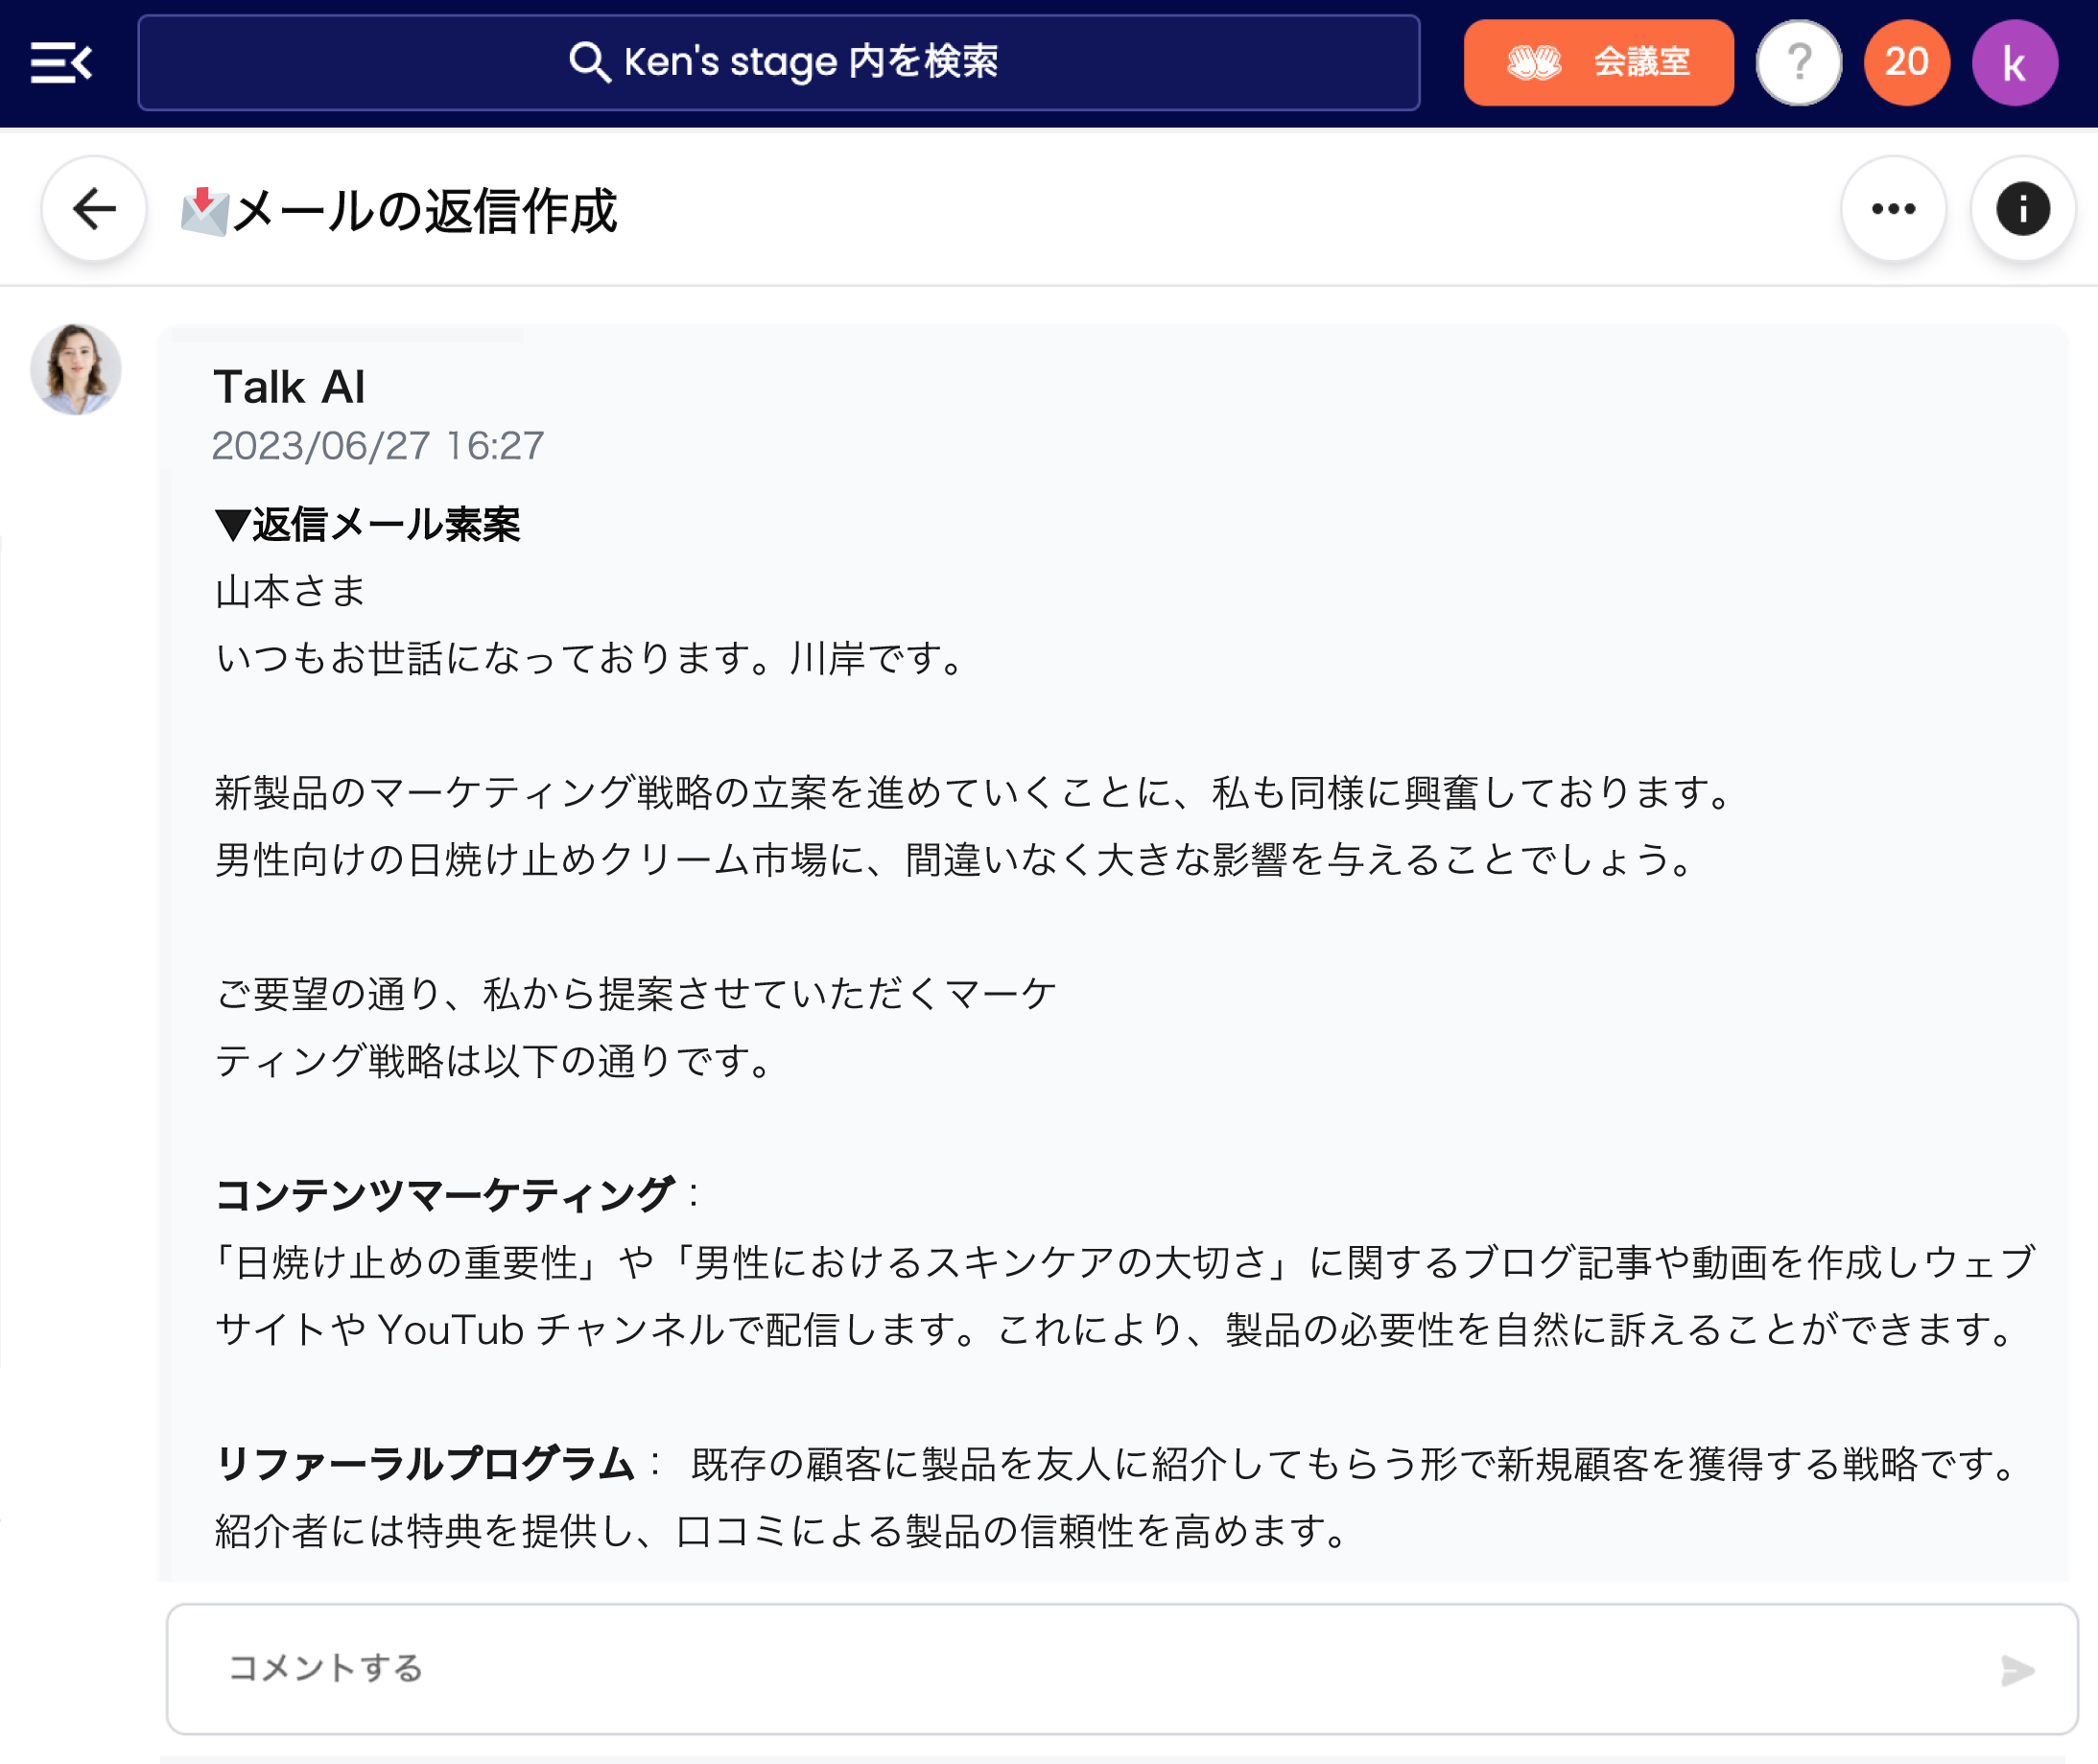 Ken's stage 内を検索
会議室
?
20
k
メールの返信作成
Talk AI
2023/06/27 16:27
▼返信メール素案
山本さま
いつもお世話になっております。川岸です。
新製品のマーケティング戦略の立案を進めていくことに、私も同様に興奮しております。
男性向けの日焼け止めクリーム市場に、間違いなく大きな影響を与えることでしょう。
ご要望の通り、私から提案させていただくマーケ
ティング戦略は以下の通りです。
コンテンツマーケティング：
「日焼け止めの重要性」や「男性におけるスキンケアの大切さ」に関するブログ記事や動画を作成しウェブ
サイトや YouTub チャンネルで配信します。これにより、製品の必要性を自然に訴えることができます。
リファーラルプログラム： 既存の顧客に製品を友人に紹介してもらう形で新規顧客を獲得する戦略です。
紹介者には特典を提供し、口コミによる製品の信頼性を高めます。
コメントする